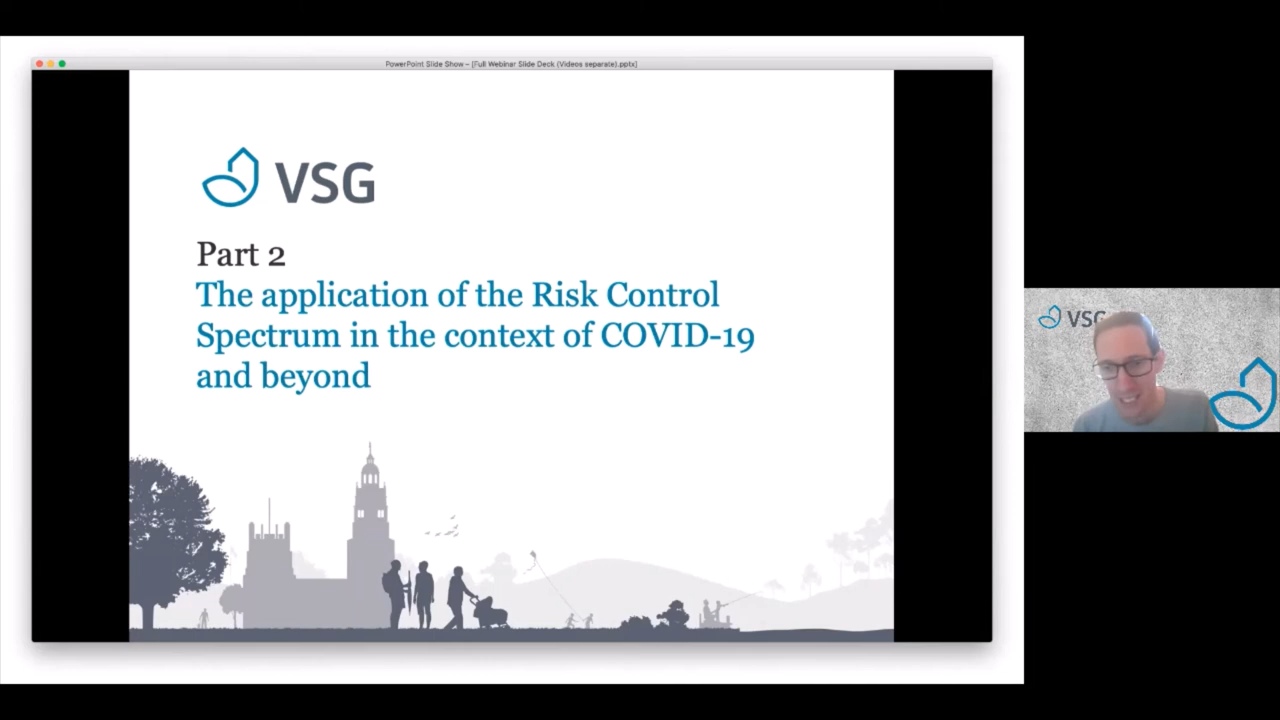 PowerPoint Slide Show – [Full Webinar Slide Deck (Videos separate).pptx]
VSG
Part 2
The application of the Risk Control
Spectrum in the context of COVID-19
and beyond
VSG